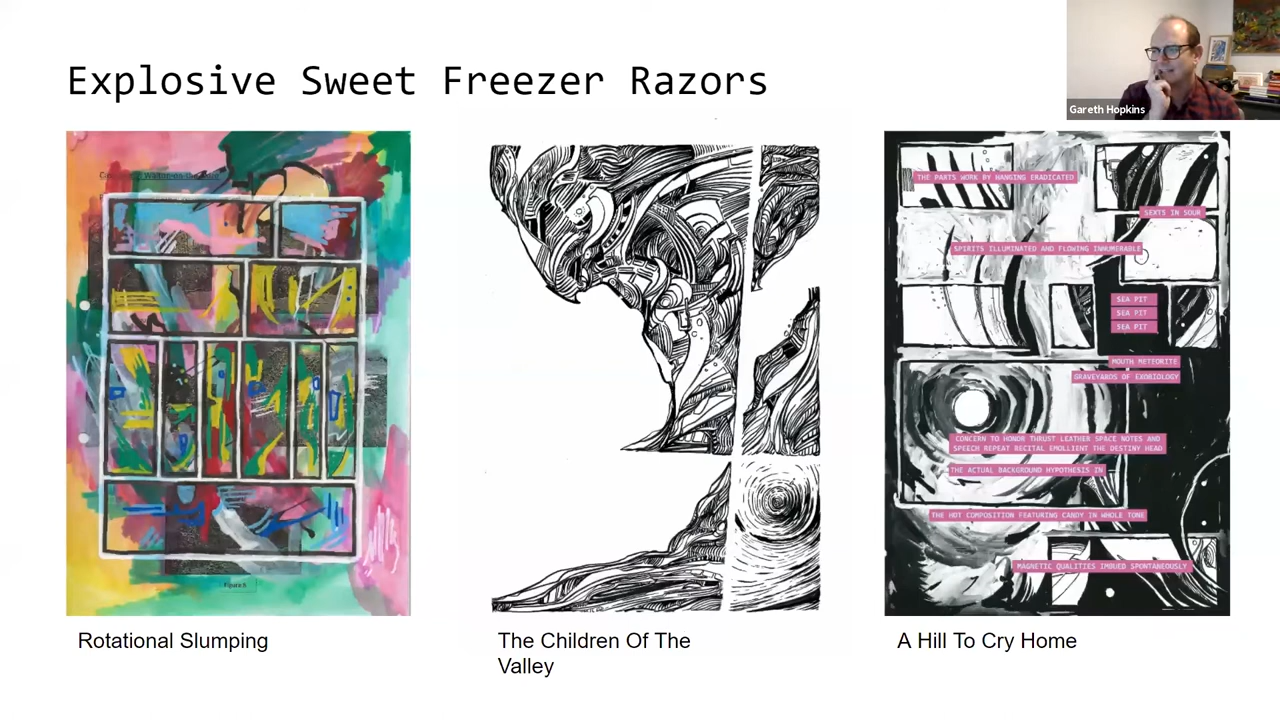 Explosive Sweet Freezer Razors
Gareth Hopkins
THE PARTS WORK BY HANGING ERADICATED
SEXTS IN SOUR
SPIRITS ILLUMINATED AND FLOWING INNUMERABLE
SEA PIT
SEA PIT
SEA PIT
MOUTH METEORITE
GRAVEYARDS OF EXOBIOLOGY
CONCERN TO HONOR THRUST LEATHER SPACE NOTES AND
SPEECH REPEAT RECITAL EMOLLIENT THE DESTINY HEAD
THE ACTUAL BACKGROUND HYPOTHESIS IN
THE HOT COMPOSITION FEATURING CANDY IN WHOLE TONE
MAGNETIC QUALITIES IMBUED SPONTANEOUSLY
Rotational Slumping
The Children Of The
Valley
A Hill To Cry Home